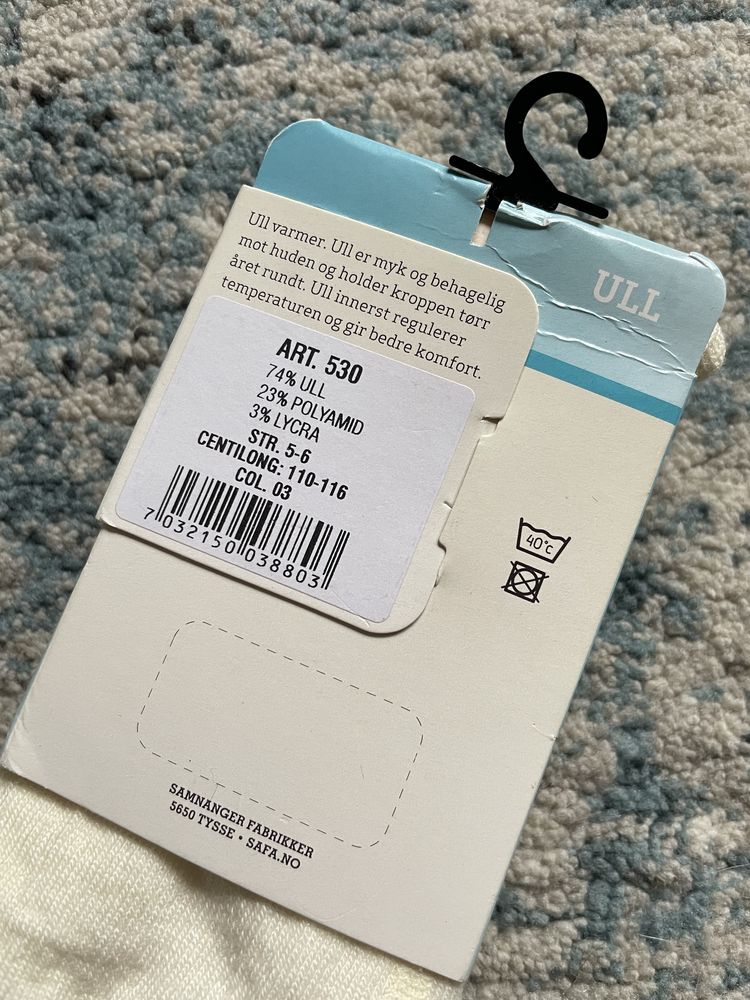 ULL
Ull varmer. Ull er myk og behagelig
mot huden og holder kroppen tørr
året rundt. Ull innerst regulerer
temperaturen og gir bedre komfort.
ART. 530
74% ULL
23% POLYAMID
3% LYCRA
STR. 5-6
CENTILONG: 110-116
COL. 03
7 032150 038803
40°C
SAMNANGER FABRIKKER
5650 TYSSE • SAFA.NO